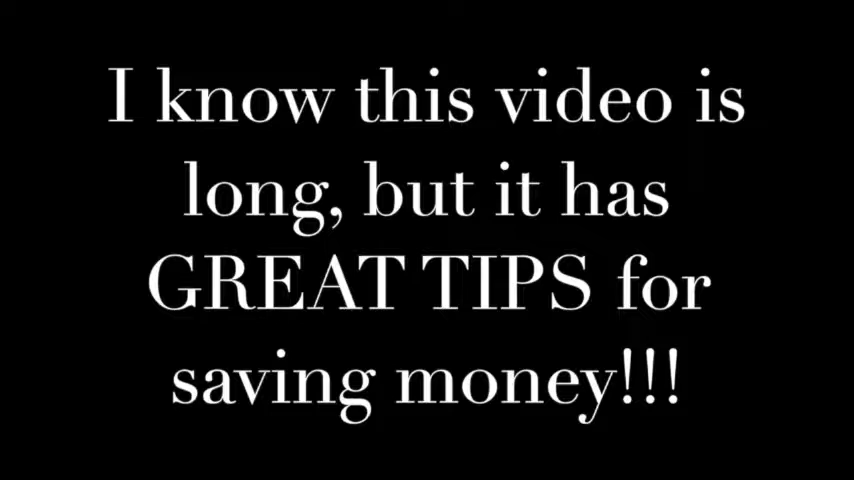 I know this video is
long, but it has
GREAT TIPS for
saving money!!!